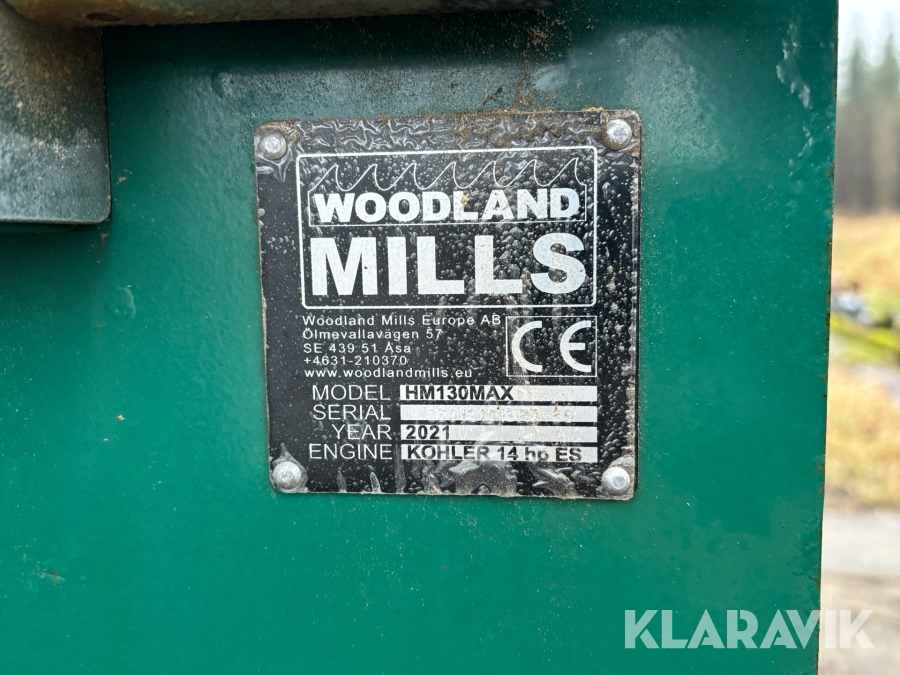 WOODLAND
MILLS
Woodland Mills Europe AB
Ölmevallavägen 57
SE 439 51 Åsa
+4631-210370
www.woodlandmills.eu
CE
MODEL HM130MAX
SERIAL
YEAR 2021
ENGINE KOHLER 14 hp ES
KLARAVIK